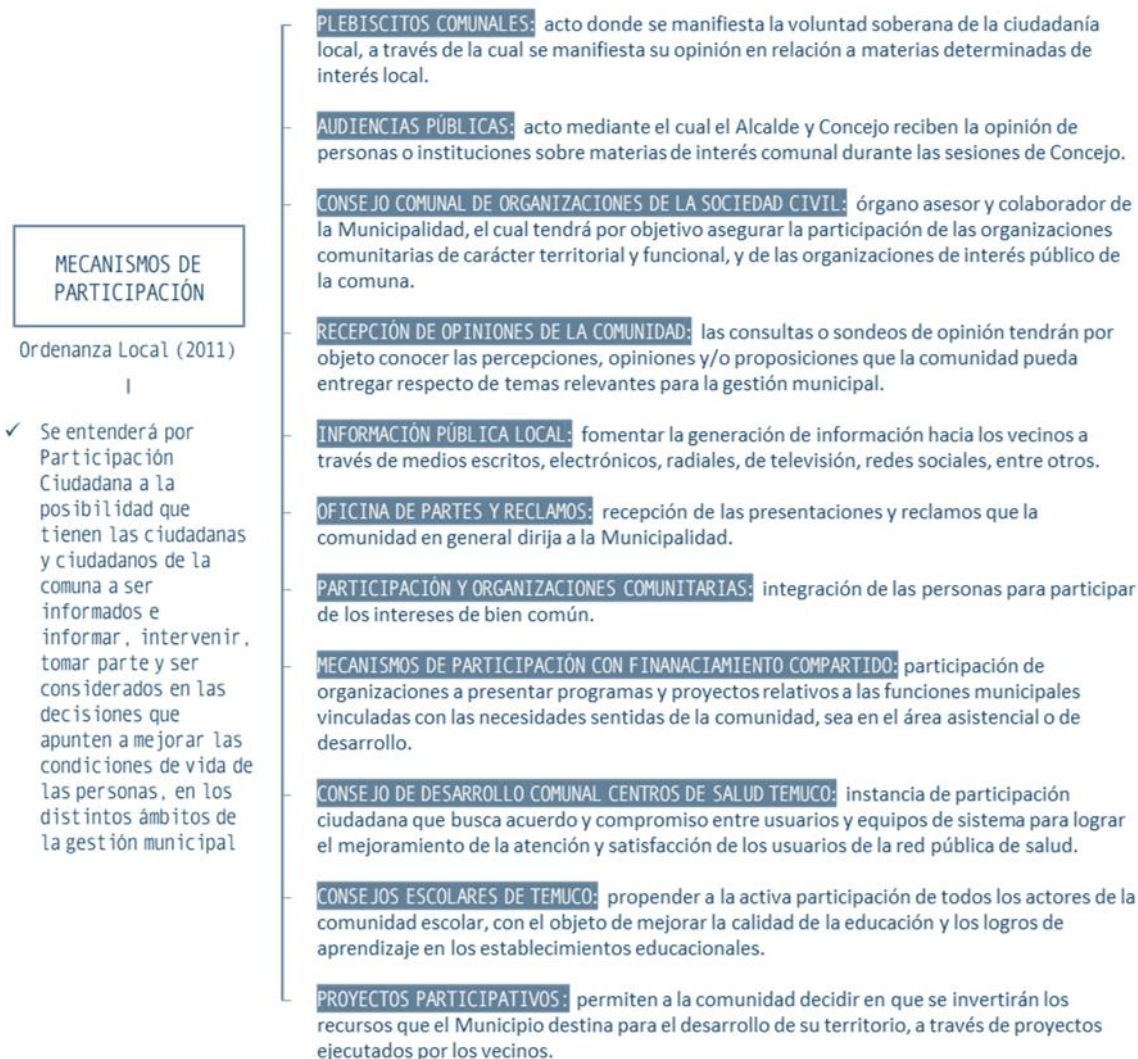 MECANISMOS DE
PARTICIPACIÓN
Ordenanza Local (2011)
✓ Se entenderá por
Participación
Ciudadana a la
posibilidad que
tienen las ciudadanas
y ciudadanos de la
comuna a ser
informados e
informar, intervenir,
tomar parte y ser
considerados en las
decisiones que
apunten a mejorar las
condiciones de vida de
las personas, en los
distintos ámbitos de
la gestión municipal
PLEBISCITOS COMUNALES: acto donde se manifiesta la voluntad soberana de la ciudadanía
local, a través de la cual se manifiesta su opinión en relación a materias determinadas de
interés local.
AUDIENCIAS PÚBLICAS: acto mediante el cual el Alcalde y Concejo reciben la opinión de
personas o instituciones sobre materias de interés comunal durante las sesiones de Concejo.
CONSEJO COMUNAL DE ORGANIZACIONES DE LA SOCIEDAD CIVIL: órgano asesor y colaborador de
la Municipalidad, el cual tendrá por objetivo asegurar la participación de las organizaciones
comunitarias de carácter territorial y funcional, y de las organizaciones de interés público de
la comuna.
RECEPCIÓN DE OPINIONES DE LA COMUNIDAD: las consultas o sondeos de opinión tendrán por
objeto conocer las percepciones, opiniones y/o proposiciones que la comunidad pueda
entregar respecto de temas relevantes para la gestión municipal.
INFORMACIÓN PÚBLICA LOCAL: fomentar la generación de información hacia los vecinos a
través de medios escritos, electrónicos, radiales, de televisión, redes sociales, entre otros.
OFICINA DE PARTES Y RECLAMOS: recepción de las presentaciones y reclamos que la
comunidad en general dirija a la Municipalidad.
PARTICIPACIÓN Y ORGANIZACIONES COMUNITARIAS: integración de las personas para participar
de los intereses de bien común.
MECANISMOS DE PARTICIPACIÓN CON FINANACIAMIENTO COMPARTIDO: participación de
organizaciones a presentar programas y proyectos relativos a las funciones municipales
vinculadas con las necesidades sentidas de la comunidad, sea en el área asistencial o de
desarrollo.
CONSEJO DE DESARROLLO COMUNAL CENTROS DE SALUD TEMUCO: instancia de participación
ciudadana que busca acuerdo y compromiso entre usuarios y equipos de sistema para lograr
el mejoramiento de la atención y satisfacción de los usuarios de la red pública de salud.
CONSEJOS ESCOLARES DE TEMUCO: propender a la activa participación de todos los actores de la
comunidad escolar, con el objeto de mejorar la calidad de la educación y los logros de
aprendizaje en los establecimientos educacionales.
PROYECTOS PARTICIPATIVOS: permiten a la comunidad decidir en que se invertirán los
recursos que el Municipio destina para el desarrollo de su territorio, a través de proyectos
ejecutados por los vecinos.